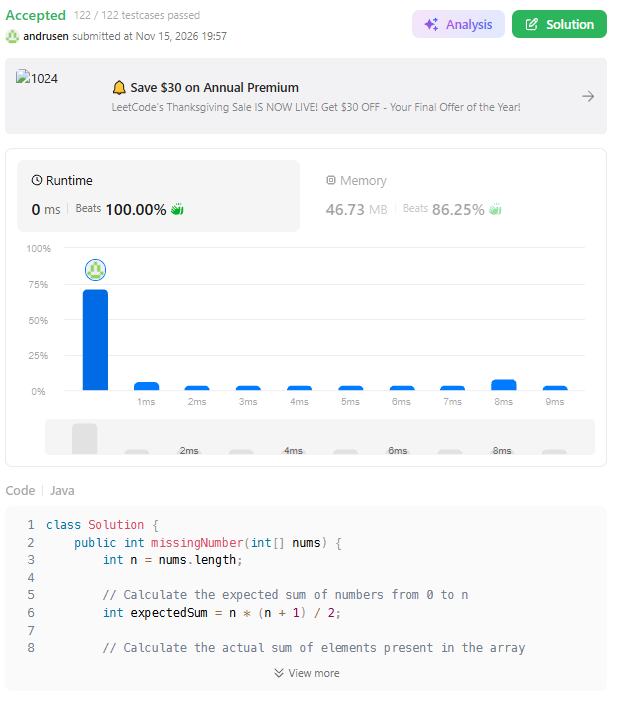 Accepted 122 / 122 testcases passed
andrusen submitted at Nov 15, 2026 19:57
Analysis
Solution
1024
Save $30 on Annual Premium
LeetCode's Thanksgiving Sale IS NOW LIVE! Get $30 OFF - Your Final Offer of the Year!
Runtime
0 ms Beats 100.00%
Memory
46.73 MB Beats 86.25%
100%
75%
50%
25%
0%
1ms 2ms 3ms 4ms 5ms 6ms 7ms 8ms 9ms
2ms 4ms 6ms 8ms
Code Java
1 class Solution {
2     public int missingNumber(int[] nums) {
3         int n = nums.length;
4
5         // Calculate the expected sum of numbers from 0 to n
6         int expectedSum = n * (n + 1) / 2;
7
8         // Calculate the actual sum of elements present in the array
View more